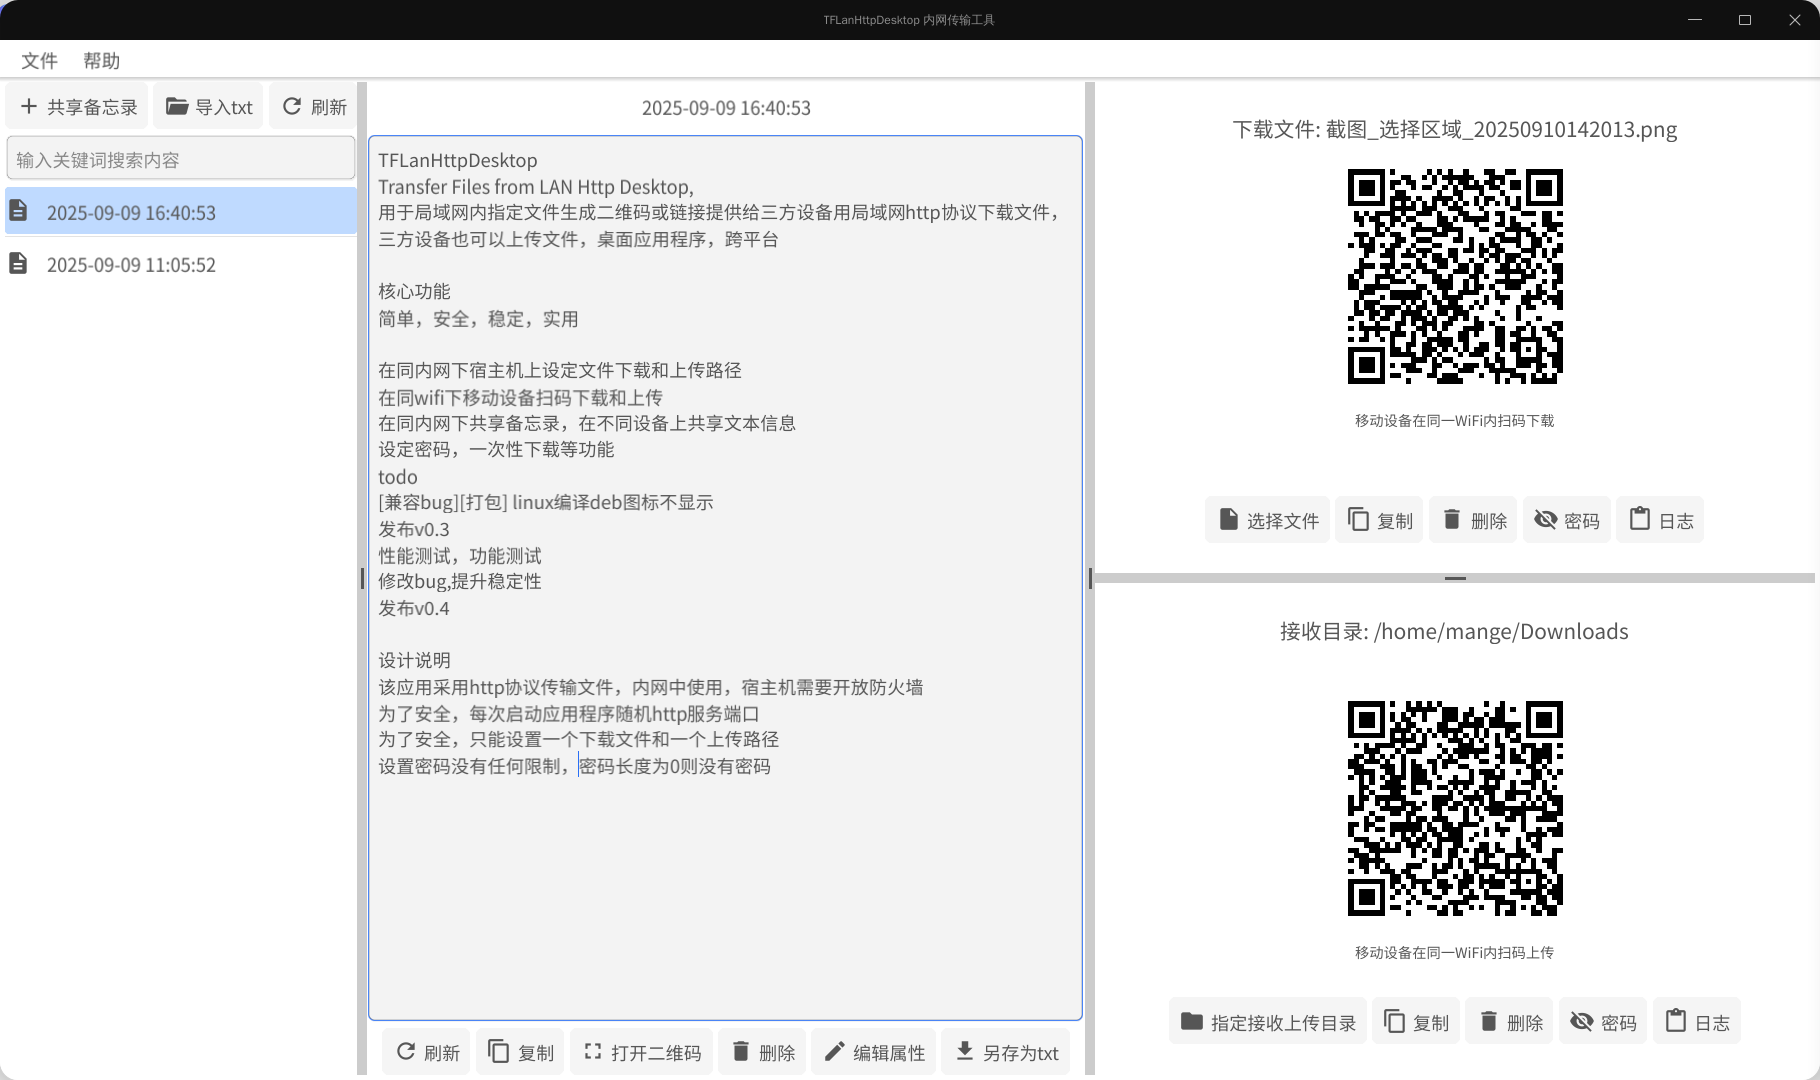 TFLanHttpDesktop 内网传输工具
文件 帮助
共享备忘录 导入txt 刷新
输入关键词搜索内容
2025-09-09 16:40:53
2025-09-09 11:05:52
2025-09-09 16:40:53
TFLanHttpDesktop
Transfer Files from LAN Http Desktop,
用于局域网内指定文件生成二维码或链接提供给三方设备用局域网http协议下载文件，
三方设备也可以上传文件，桌面应用程序，跨平台
核心功能
简单，安全，稳定，实用
在同内网下宿主机上设定文件下载和上传路径
在同wifi下移动设备扫码下载和上传
在同内网下共享备忘录，在不同设备上共享文本信息
设定密码，一次性下载等功能
todo
[兼容bug][打包] linux编译deb图标不显示
发布v0.3
性能测试，功能测试
修改bug,提升稳定性
发布v0.4
设计说明
该应用采用http协议传输文件，内网中使用，宿主机需要开放防火墙
为了安全，每次启动应用程序随机http服务端口
为了安全，只能设置一个下载文件和一个上传路径
设置密码没有任何限制，密码长度为0则没有密码
刷新 复制 打开二维码 删除 编辑属性 另存为txt
下载文件: 截图_选择区域_20250910142013.png
移动设备在同一WiFi内扫码下载
选择文件 复制 删除 密码 日志
接收目录: /home/mange/Downloads
移动设备在同一WiFi内扫码上传
指定接收上传目录 复制 删除 密码 日志